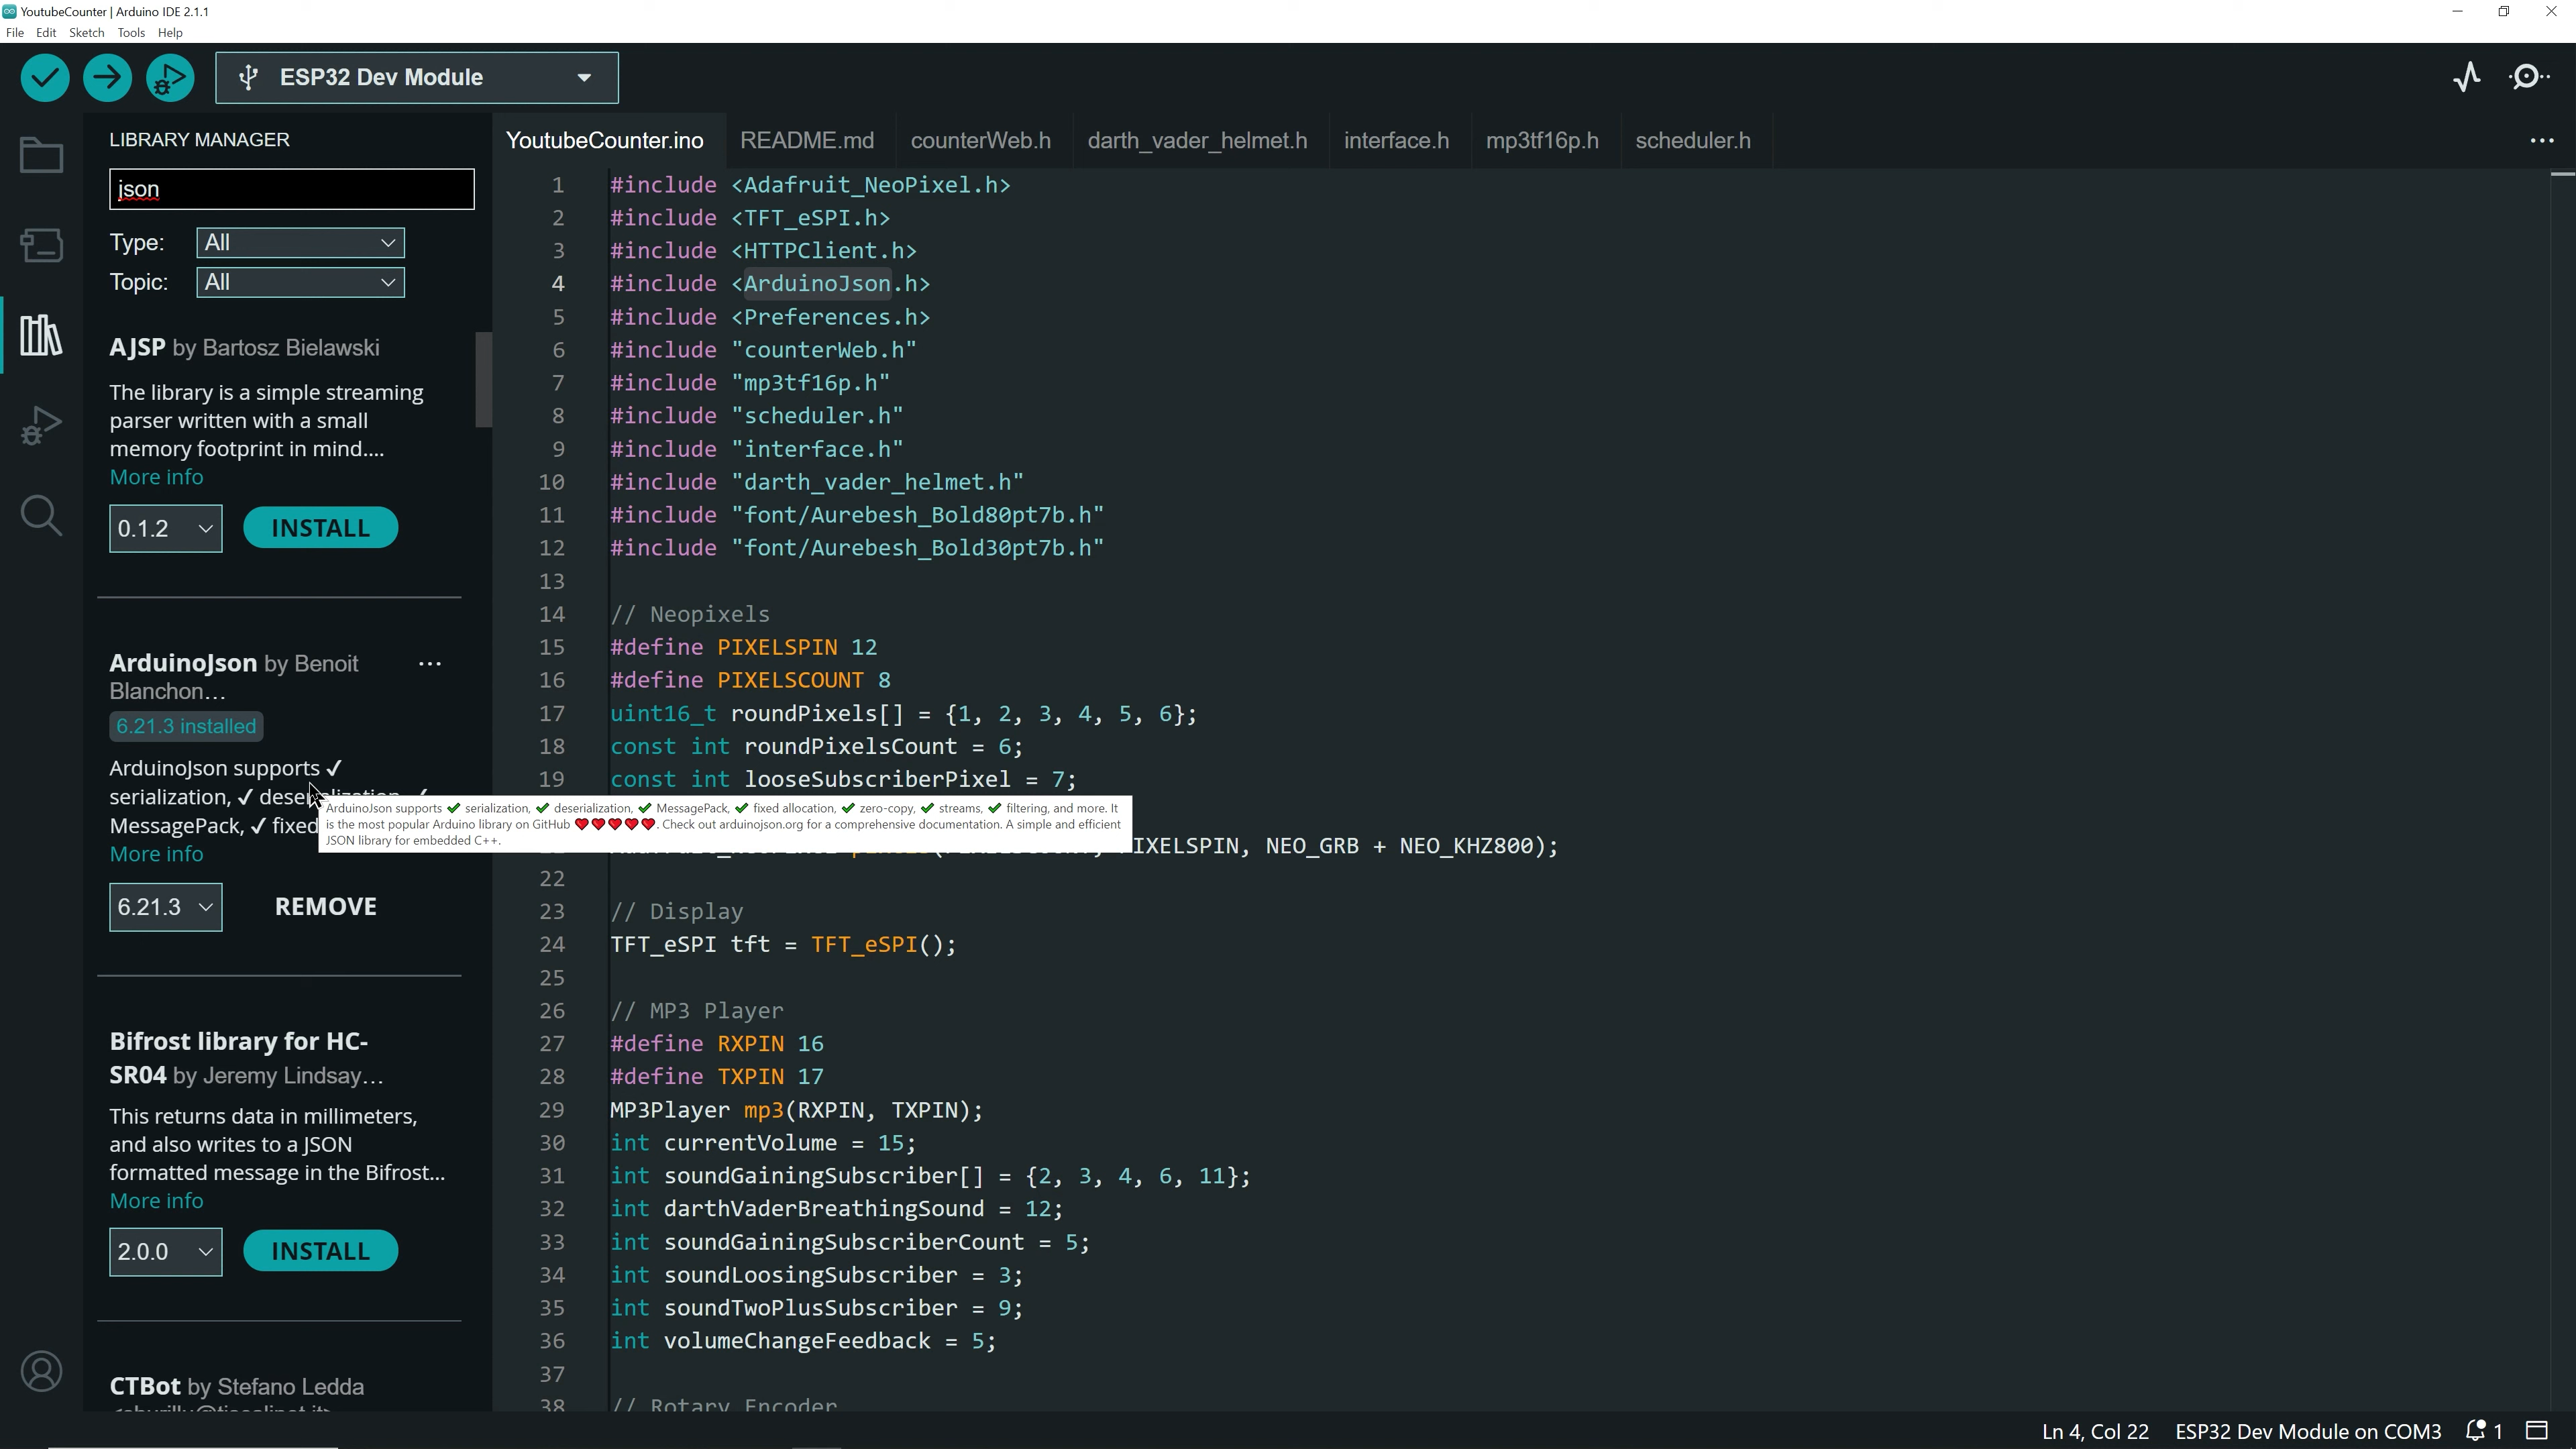 YoutubeCounter | Arduino IDE 2.1.1
File Edit Sketch Tools Help
ESP32 Dev Module
LIBRARY MANAGER
json
Type: All
Topic: All
AJSP by Bartosz Bielawski
The library is a simple streaming
parser written with a small
memory footprint in mind....
More info
0.1.2 INSTALL
ArduinoJson by Benoit
Blanchon...
6.21.3 installed
ArduinoJson supports ✓
serialization, ✓
MessagePack, ✓ fixed
More info
6.21.3 REMOVE
Bifrost library for HC-
SR04 by Jeremy Lindsay...
This returns data in millimeters,
and also writes to a JSON
formatted message in the Bifrost...
More info
2.0.0 INSTALL
CTBot by Stefano Ledda
ArduinoJson supports ✔ serialization, ✔ deserialization, ✔ MessagePack, ✔ fixed allocation, ✔ zero-copy, ✔ streams, ✔ filtering, and more. It
is the most popular Arduino library on GitHub ❤❤❤❤❤. Check out arduinojson.org for a comprehensive documentation. A simple and efficient
JSON library for embedded C++.
YoutubeCounter.ino README.md counterWeb.h darth_vader_helmet.h interface.h mp3tf16p.h scheduler.h
1 #include <Adafruit_NeoPixel.h>
2 #include <TFT_eSPI.h>
3 #include <HTTPClient.h>
4 #include <ArduinoJson.h>
5 #include <Preferences.h>
6 #include "counterWeb.h"
7 #include "mp3tf16p.h"
8 #include "scheduler.h"
9 #include "interface.h"
10 #include "darth_vader_helmet.h"
11 #include "font/Aurebesh_Bold80pt7b.h"
12 #include "font/Aurebesh_Bold30pt7b.h"
13
14 // Neopixels
15 #define PIXELSPIN 12
16 #define PIXELSCOUNT 8
17 uint16_t roundPixels[] = {1, 2, 3, 4, 5, 6};
18 const int roundPixelsCount = 6;
19 const int looseSubscriberPixel = 7;
IXELSPIN, NEO_GRB + NEO_KHZ800);
22
23 // Display
24 TFT_eSPI tft = TFT_eSPI();
25
26 // MP3 Player
27 #define RXPIN 16
28 #define TXPIN 17
29 MP3Player mp3(RXPIN, TXPIN);
30 int currentVolume = 15;
31 int soundGainingSubscriber[] = {2, 3, 4, 6, 11};
32 int darthVaderBreathingSound = 12;
33 int soundGainingSubscriberCount = 5;
34 int soundLoosingSubscriber = 3;
35 int soundTwoPlusSubscriber = 9;
36 int volumeChangeFeedback = 5;
37
38 // Rotary Encoder
Ln 4, Col 22 ESP32 Dev Module on COM3 1